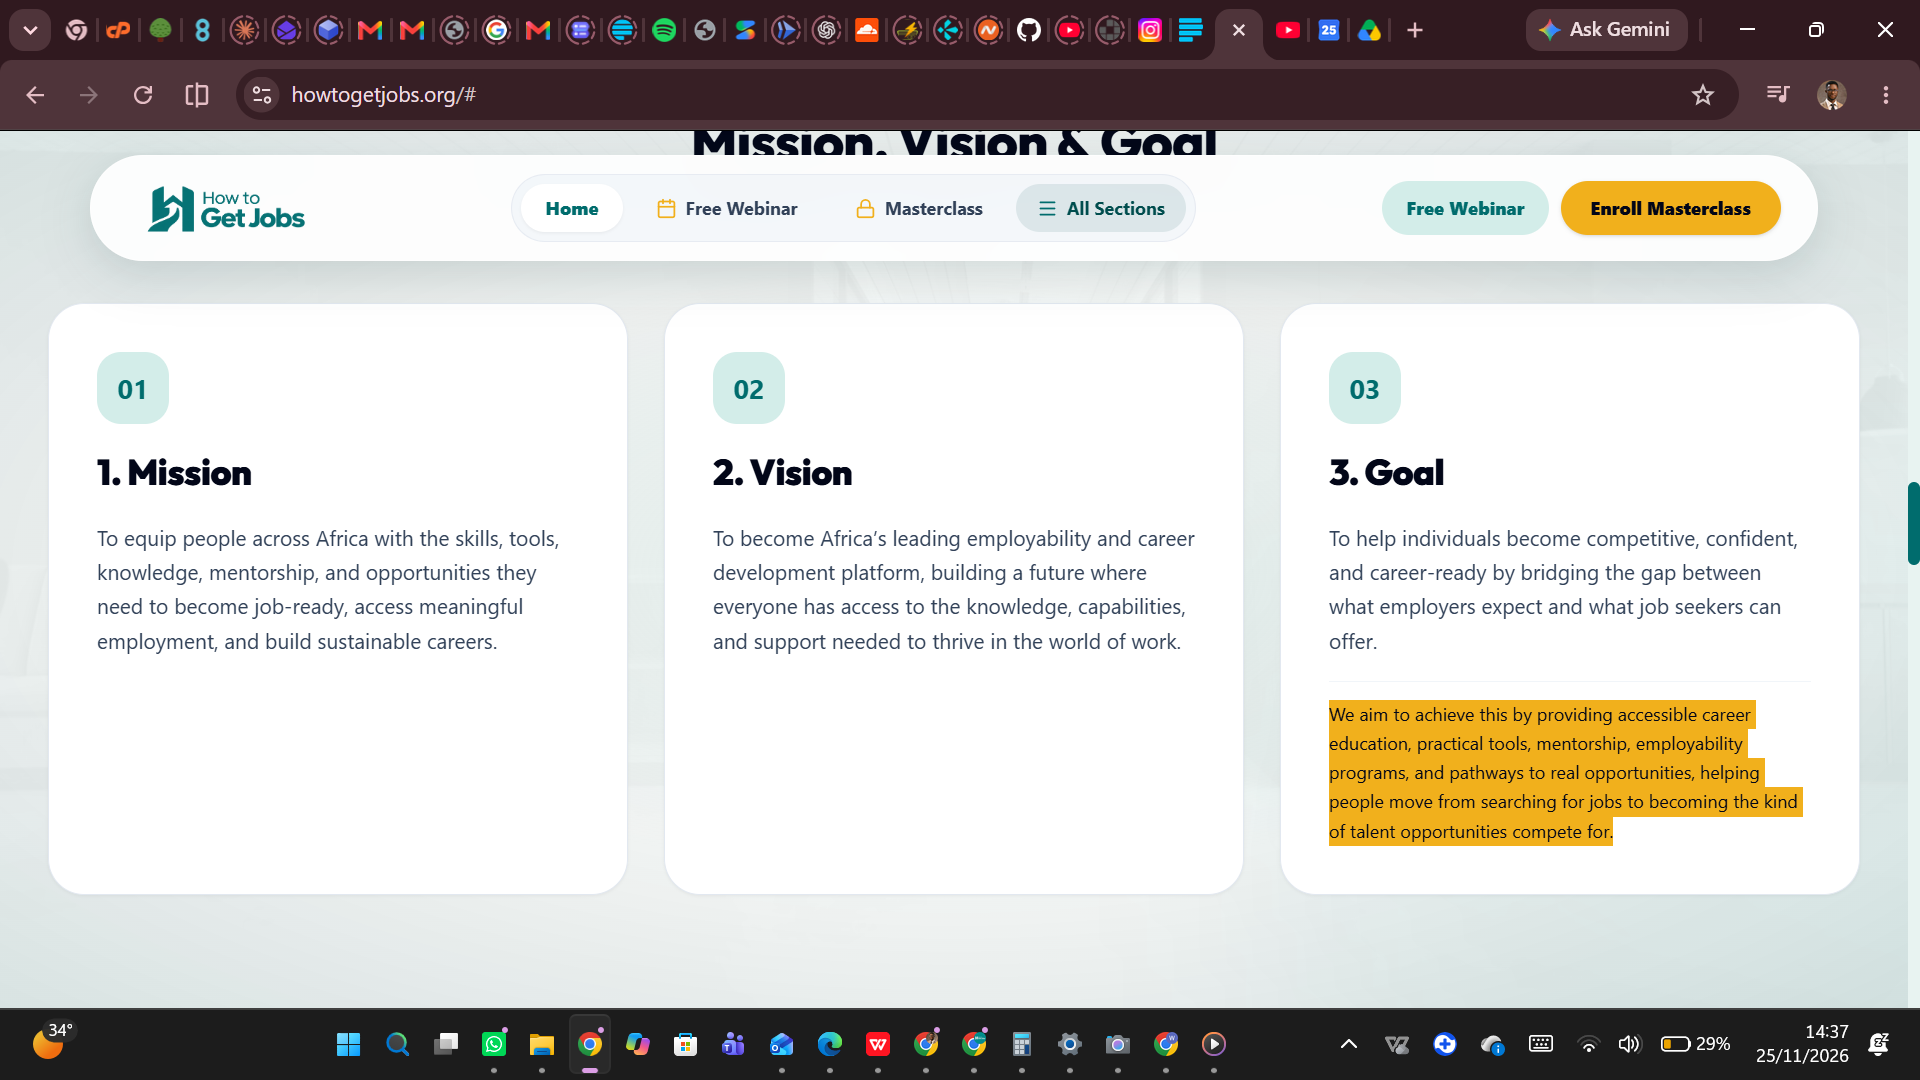 Ask Gemini
howtogetjobs.org/#
Mission, Vision & Goal
How to
Get Jobs
Home
Free Webinar
Masterclass
All Sections
Free Webinar
Enroll Masterclass
01
1. Mission
To equip people across Africa with the skills, tools,
knowledge, mentorship, and opportunities they
need to become job-ready, access meaningful
employment, and build sustainable careers.
02
2. Vision
To become Africa’s leading employability and career
development platform, building a future where
everyone has access to the knowledge, capabilities,
and support needed to thrive in the world of work.
03
3. Goal
To help individuals become competitive, confident,
and career-ready by bridging the gap between
what employers expect and what job seekers can
offer.
We aim to achieve this by providing accessible career
education, practical tools, mentorship, employability
programs, and pathways to real opportunities, helping
people move from searching for jobs to becoming the kind
of talent opportunities compete for.
34°
29%
14:37
25/11/2026